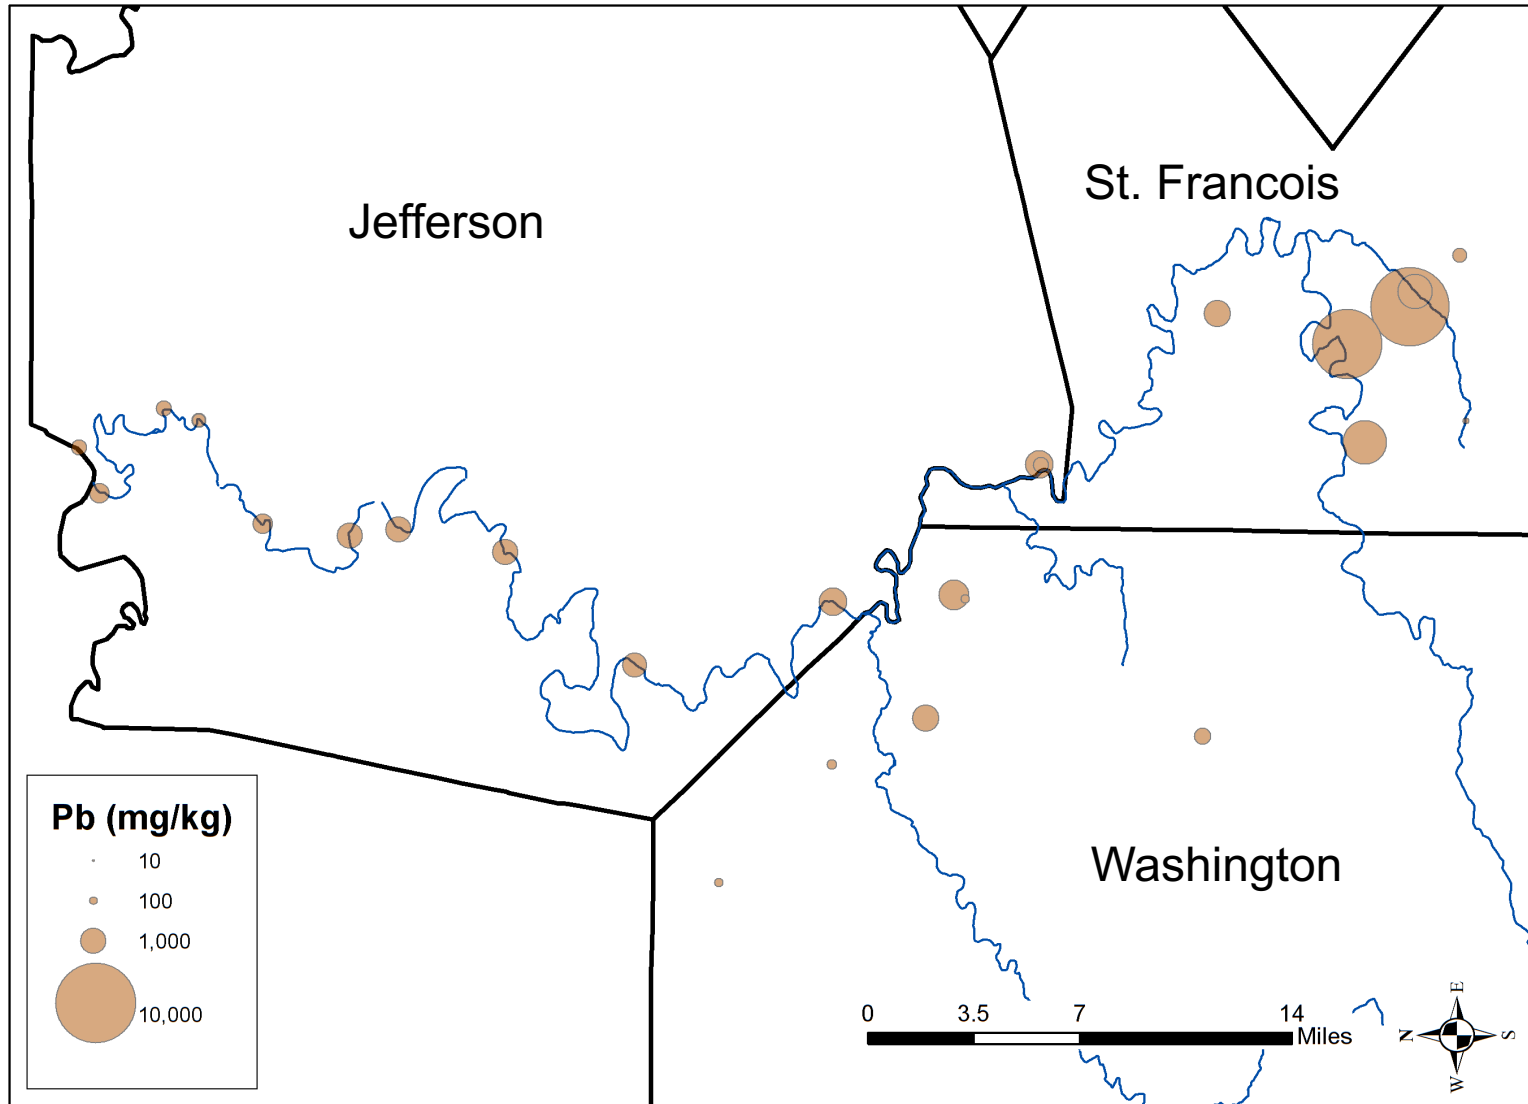 St. Francois
Jefferson
Washington
Pb (mg/kg)
10
100
1,000
10,000
0 3.5 7 14
Miles
E
N S
W